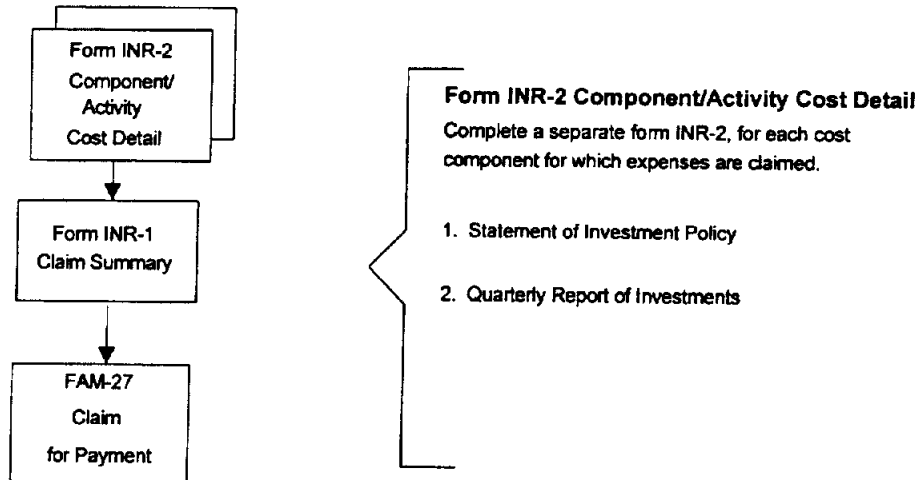 Form INR-2
Component/
Activity
Cost Detail
Form INR-1
Claim Summary
FAM-27
Claim
for Payment
Form INR-2 Component/Activity Cost Detail
Complete a separate form INR-2, for each cost
component for which expenses are claimed.
1. Statement of Investment Policy
2. Quarterly Report of Investments